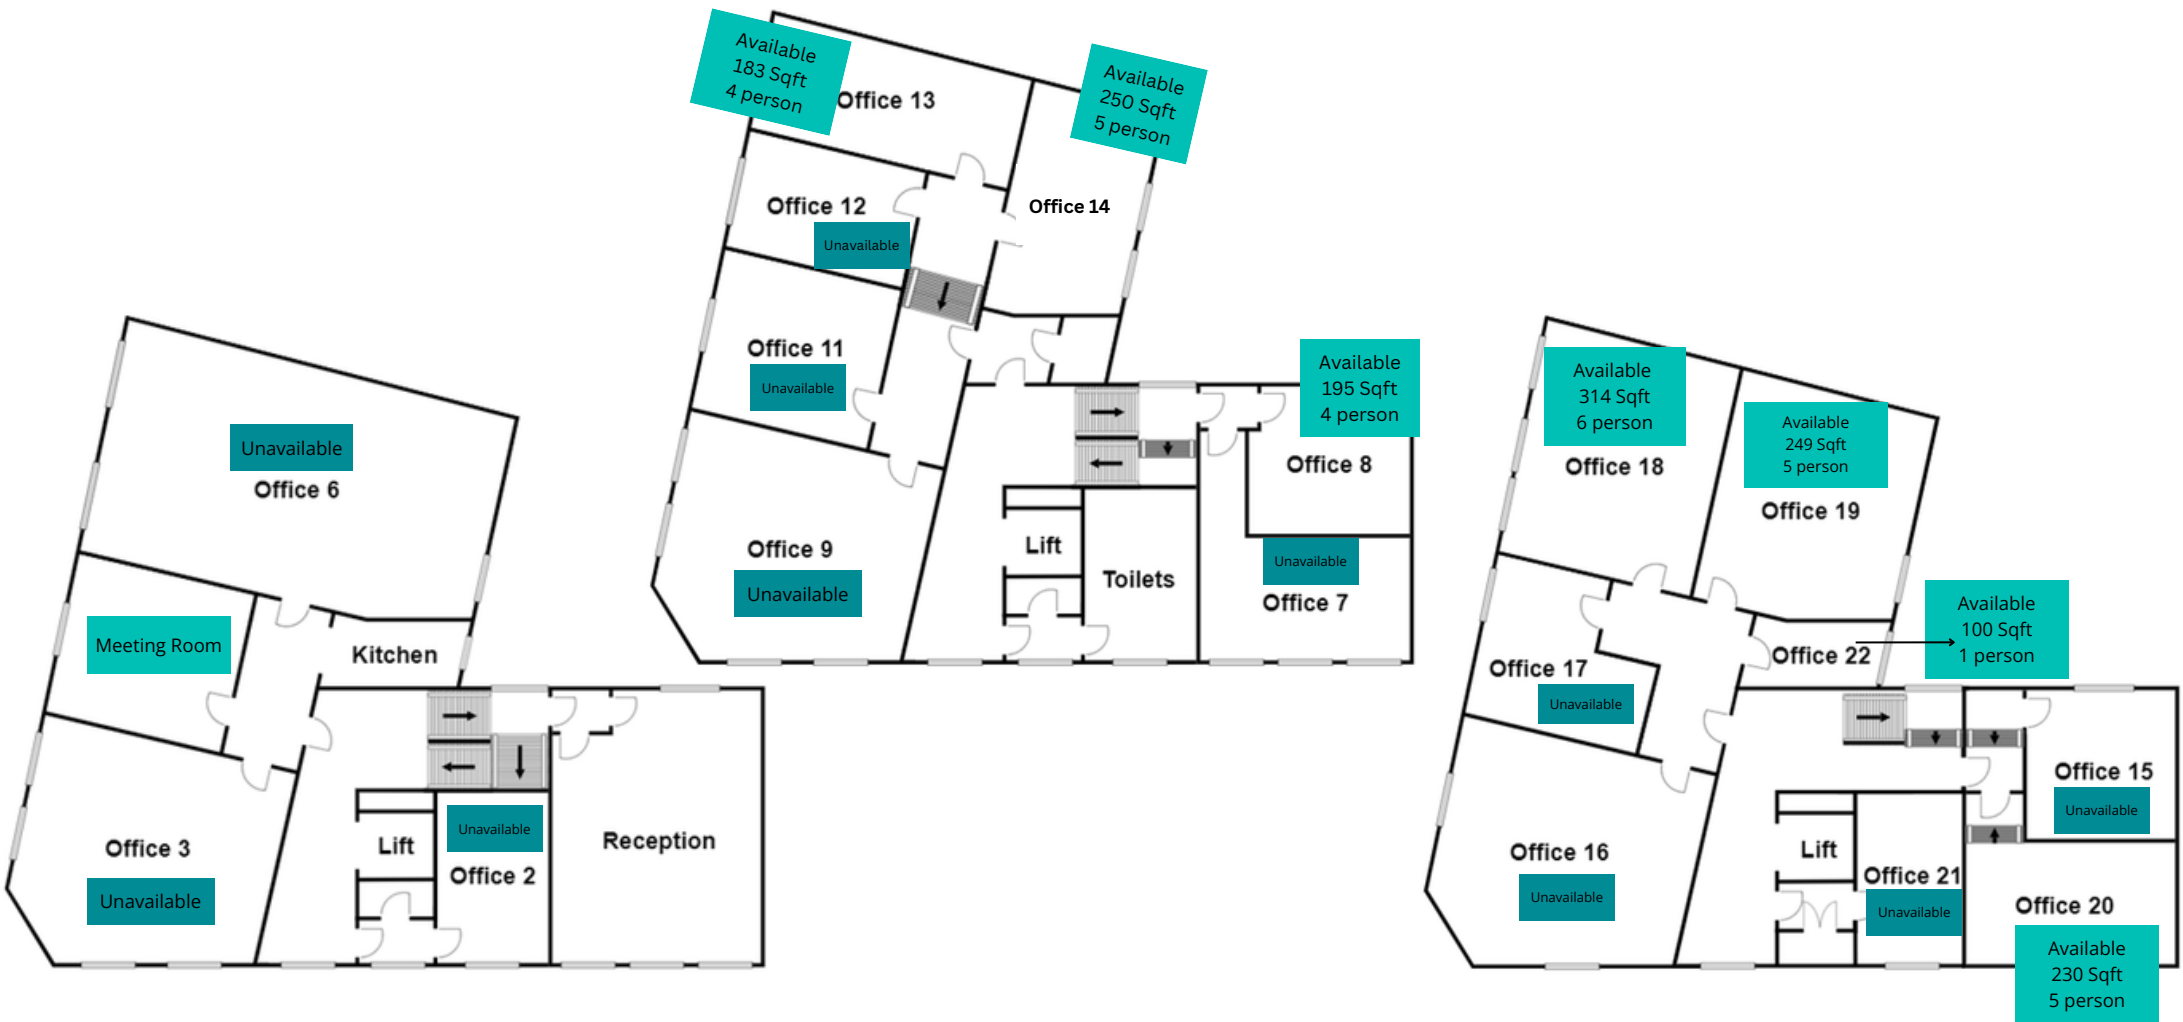 Unavailable
Office 6
Meeting Room
Kitchen
Office 3
Unavailable
Lift
Unavailable
Office 2
Reception
Available
183 Sqft
4 person
Office 13
Available
250 Sqft
5 person
Office 14
Office 12
Unavailable
Office 11
Unavailable
Office 9
Unavailable
Lift
Toilets
Available
195 Sqft
4 person
Office 8
Unavailable
Office 7
Available
314 Sqft
6 person
Office 18
Available
249 Sqft
5 person
Office 19
Available
100 Sqft
1 person
Office 22
Office 17
Unavailable
Office 16
Unavailable
Lift
Office 21
Unavailable
Office 15
Unavailable
Office 20
Available
230 Sqft
5 person